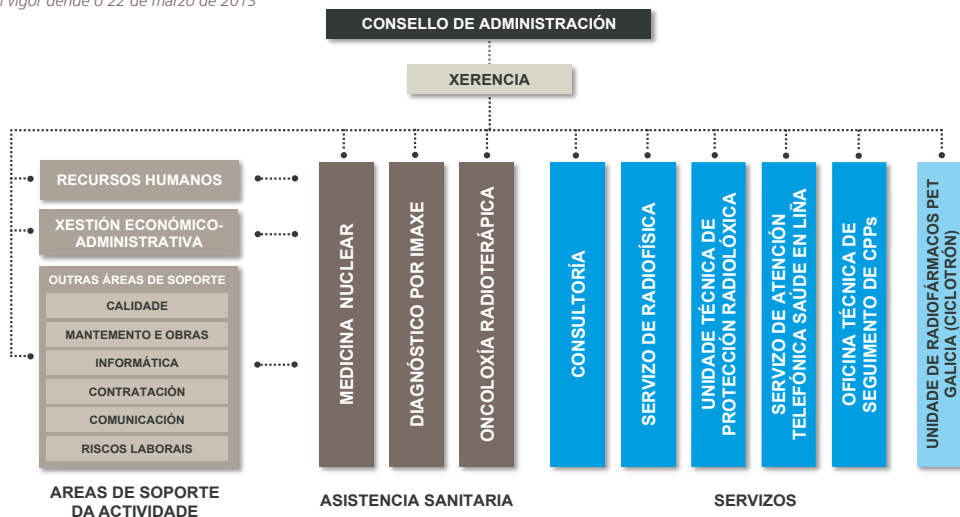 vigor dende o 22 de marzo de 2013
CONSELLO DE ADMINISTRACIÓN
XERENCIA
RECURSOS HUMANOS
XESTIÓN ECONÓMICO-
ADMINISTRATIVA
OUTRAS ÁREAS DE SOPORTE
CALIDADE
MANTEMENTO E OBRAS
INFORMÁTICA
CONTRATACIÓN
COMUNICACIÓN
RISCOS LABORAIS
AREAS DE SOPORTE
DA ACTIVIDADE
MEDICINA NUCLEAR
DIAGNÓSTICO POR IMAXE
ONCOLOXÍA RADIOTERÁPICA
ASISTENCIA SANITARIA
CONSULTORÍA
SERVIZO DE RADIOFÍSICA
UNIDADE TÉCNICA DE
PROTECCIÓN RADIOLÓXICA
SERVIZO DE ATENCIÓN
TELEFÓNICA SAÚDE EN LIÑA
OFICINA TÉCNICA DE
SEGUIMENTO DE CPPs
SERVIZOS
UNIDADE DE RADIOFÁRMACOS PET
GALICIA (CICLOTRÓN)